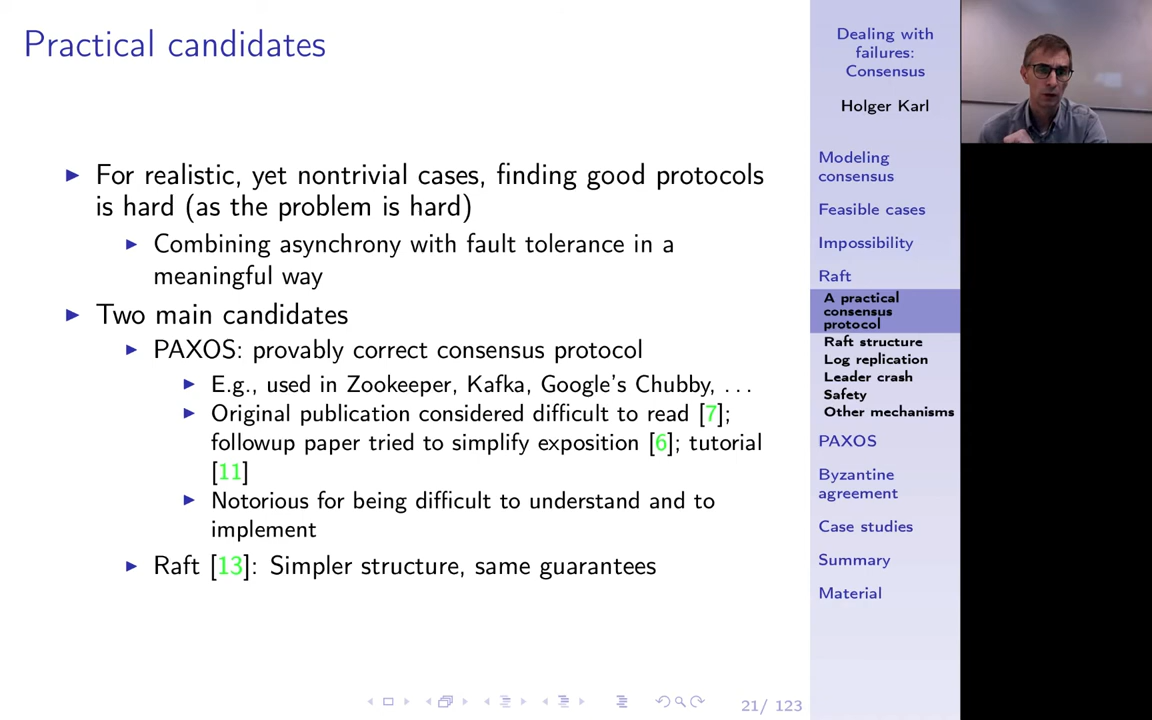 Practical candidates
For realistic, yet nontrivial cases, finding good protocols
is hard (as the problem is hard)
Combining asynchrony with fault tolerance in a
meaningful way
Two main candidates
PAXOS: provably correct consensus protocol
E.g., used in Zookeeper, Kafka, Google's Chubby, ...
Original publication considered difficult to read [7];
followup paper tried to simplify exposition [6]; tutorial
[11]
Notorious for being difficult to understand and to
implement
Raft [13]: Simpler structure, same guarantees
21/ 123
Dealing with
failures:
Consensus
Holger Karl
Modeling
consensus
Feasible cases
Impossibility
Raft
A practical
consensus
protocol
Raft structure
Log replication
Leader crash
Safety
Other mechanisms
PAXOS
Byzantine
agreement
Case studies
Summary
Material